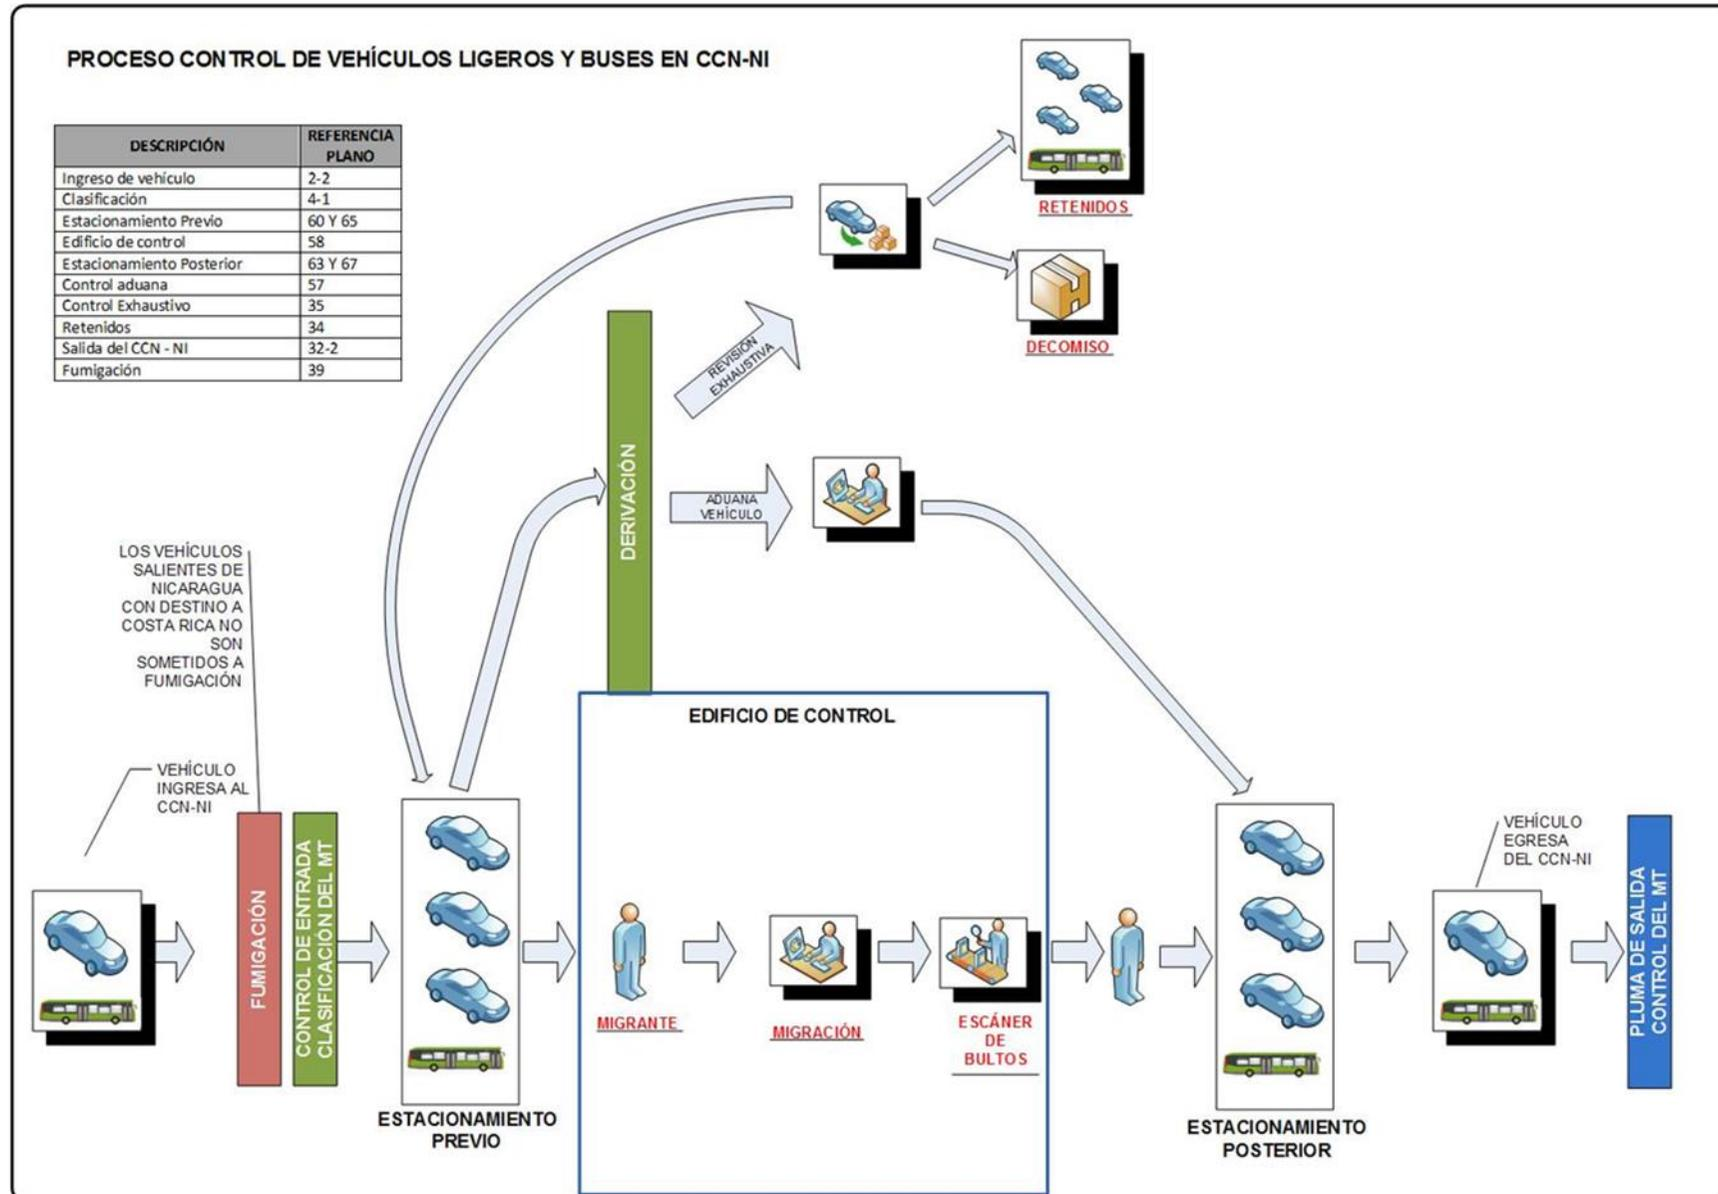 PROCESO CONTROL DE VEHÍCULOS LIGEROS Y BUSES EN CCN-NI
DESCRIPCIÓN REFERENCIA PLANO
Ingreso de vehículo 2-2
Clasificación 4-1
Estacionamiento Previo 60 Y 65
Edificio de control 58
Estacionamiento Posterior 63 Y 67
Control aduana 57
Control Exhaustivo 35
Retenidos 34
Salida del CCN - NI 32-2
Fumigación 39
RETENIDOS
DECOMISO
REVISIÓN
EXHAUSTIVA
DERIVACIÓN
ADUANA
VEHÍCULO
LOS VEHÍCULOS
SALIENTES DE
NICARAGUA
CON DESTINO A
COSTA RICA NO
SON
SOMETIDOS A
FUMIGACIÓN
VEHÍCULO
INGRESA AL
CCN-NI
FUMIGACIÓN
CONTROL DE ENTRADA
CLASIFICACIÓN DEL MT
ESTACIONAMIENTO
PREVIO
EDIFICIO DE CONTROL
MIGRANTE
MIGRACIÓN
ESCÁNER
DE
BULTOS
ESTACIONAMIENTO
POSTERIOR
VEHÍCULO
EGRESA
DEL CCN-NI
PLUMA DE SALIDA
CONTROL DEL MT